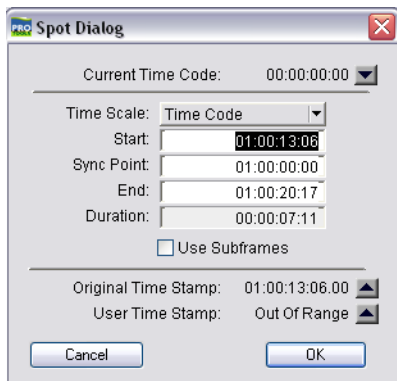 PRO Spot Dialog
Current Time Code: 00:00:00:00
Time Scale: Time Code
Start: 01:00:13:06
Sync Point: 01:00:00:00
End: 01:00:20:17
Duration: 00:00:07:11
Use Subframes
Original Time Stamp: 01:00:13:06.00
User Time Stamp: Out Of Range
Cancel OK